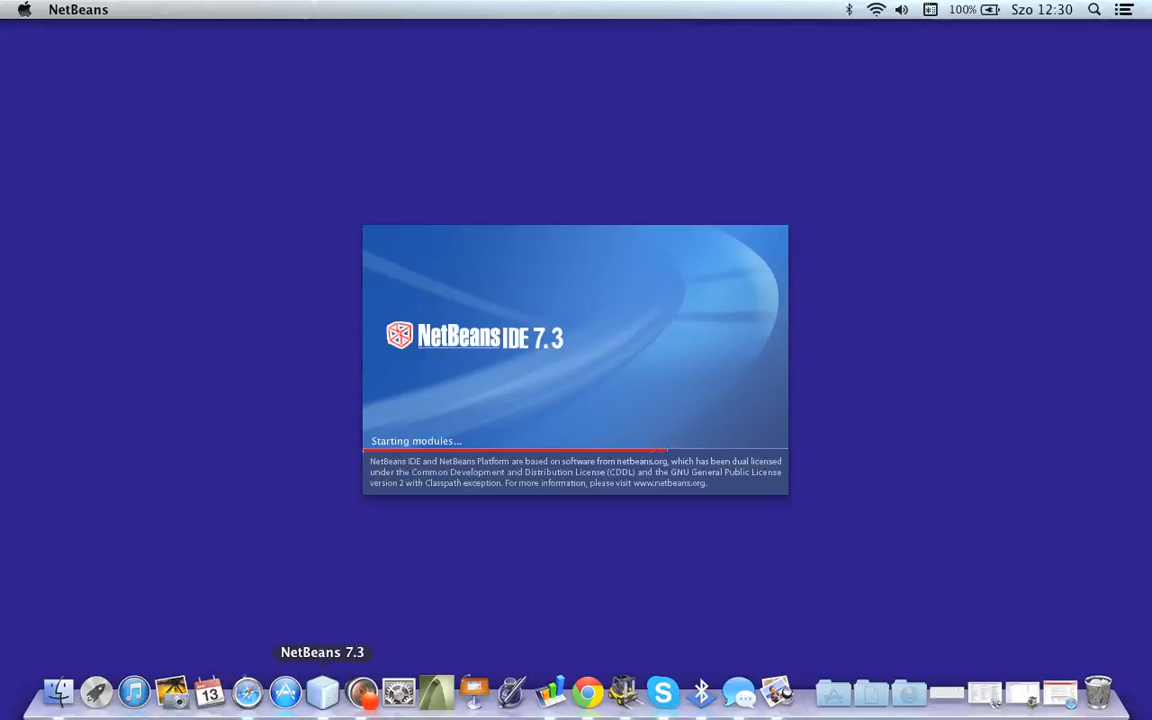 NetBeans
100%
Szo 12:30
NetBeans IDE 7.3
Starting modules...
NetBeans IDE and NetBeans Platform are based on software from netbeans.org, which has been dual licensed
under the Common Development and Distribution License (CDDL) and the GNU General Public License
version 2 with Classpath exception. For more information, please visit www.netbeans.org.
NetBeans 7.3
13